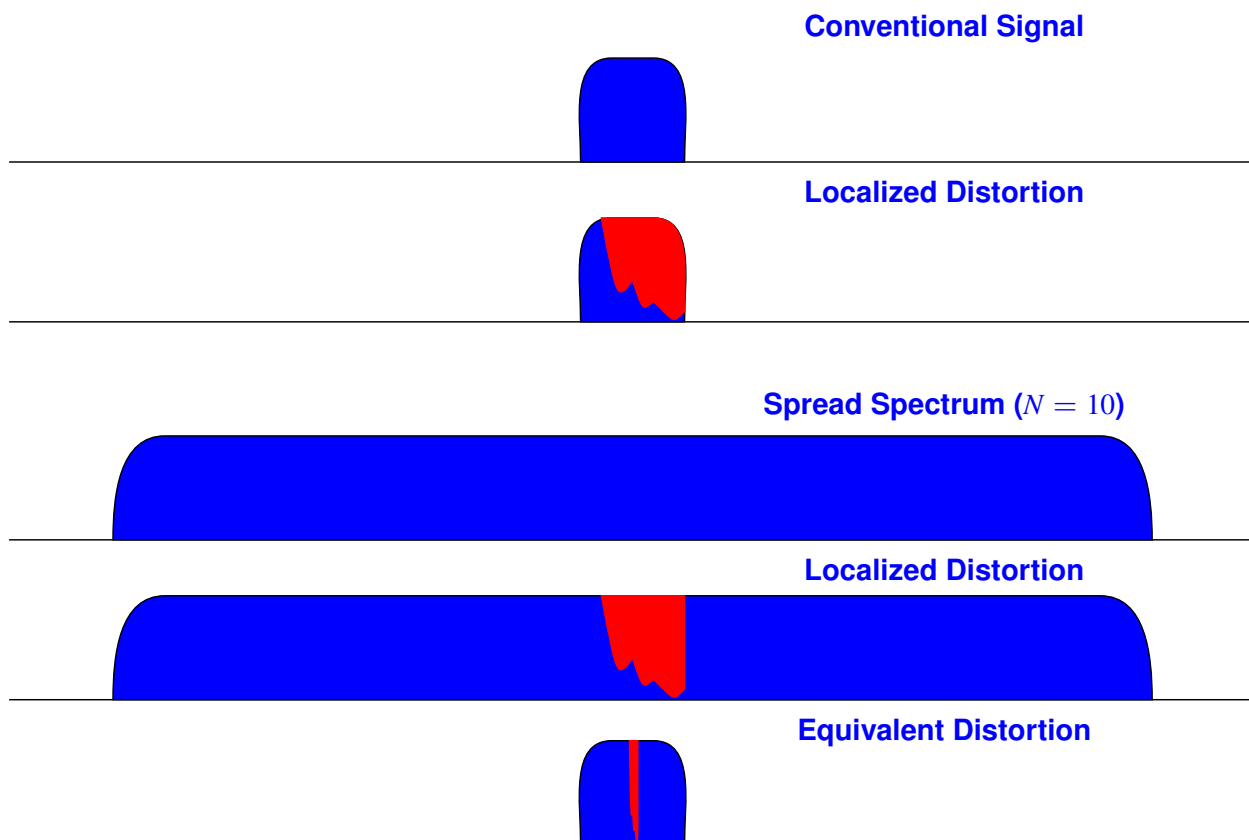 Conventional Signal
Localized Distortion
Spread Spectrum (N = 10)
Localized Distortion
Equivalent Distortion